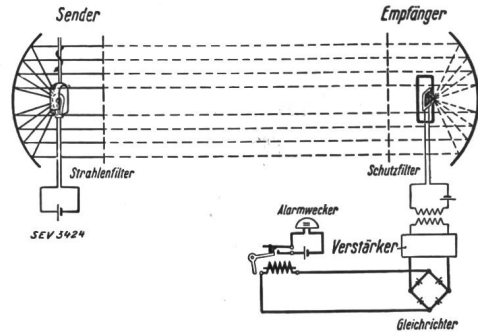 Sender
Empfänger
Strahlenfilter
Schutzfilter
SEV 3424
Alarmwecker
Verstärker
Gleichrichter